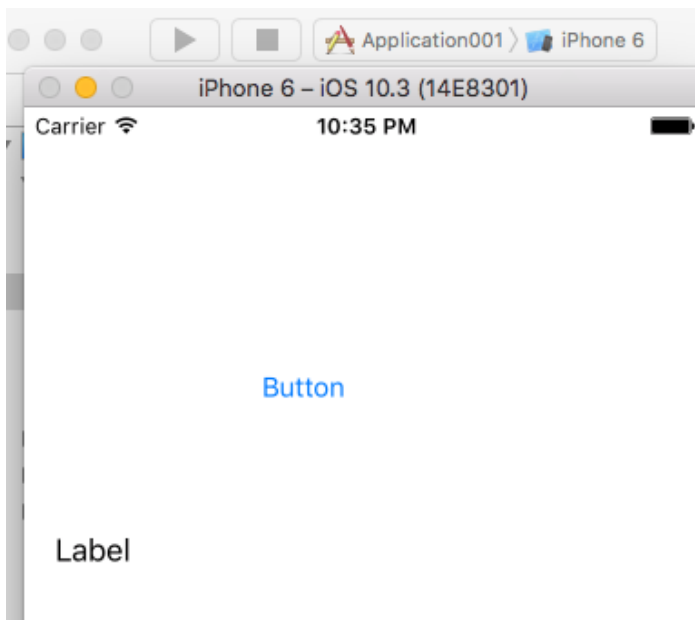 Application001 〉 iPhone 6
iPhone 6 – iOS 10.3 (14E8301)
Carrier 10:35 PM
Button
Label